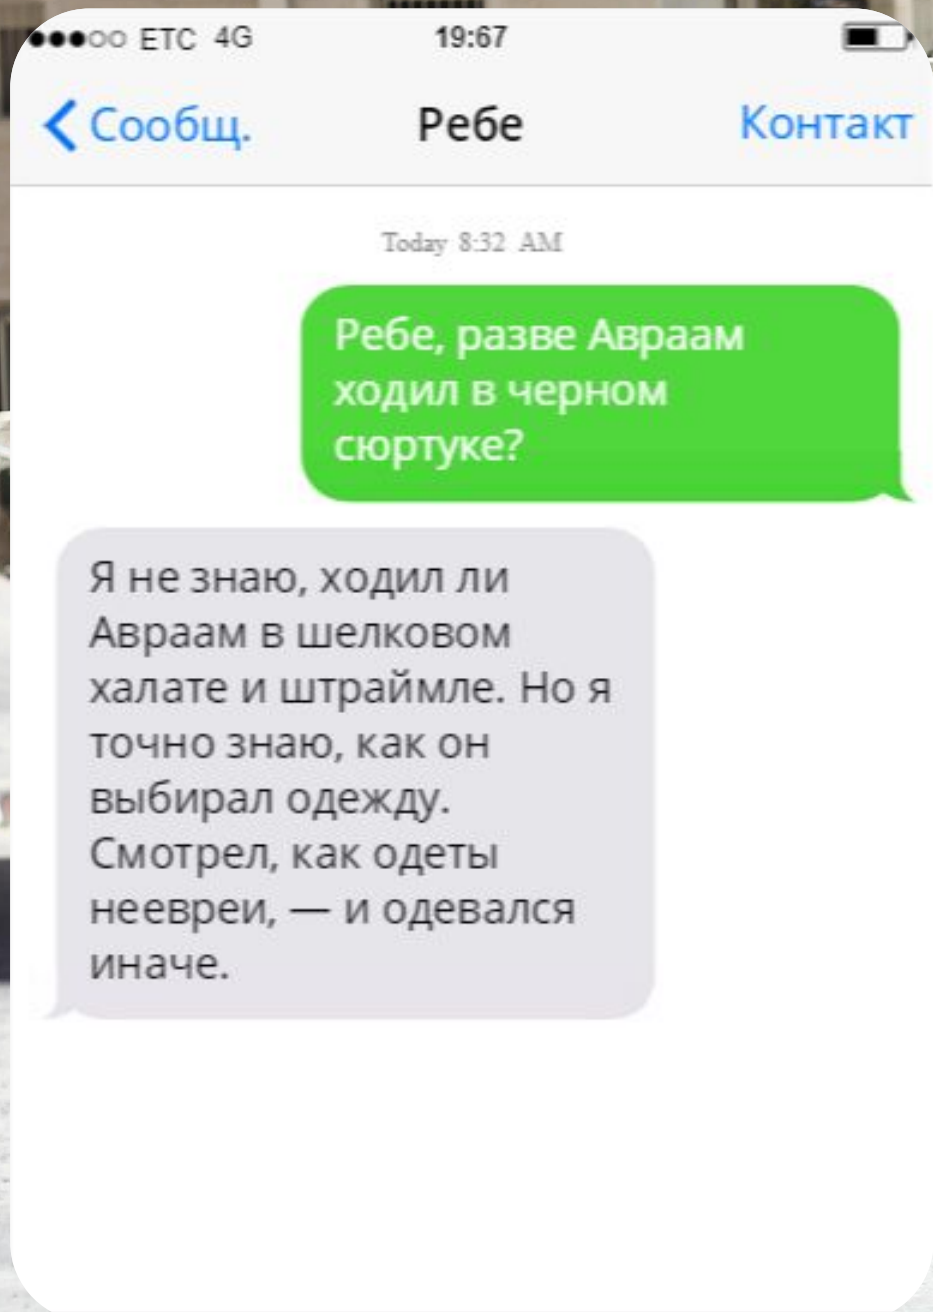 ETC 4G 19:67
Сообщ. Ребе Контакт
Today 8:32 AM
Ребе, разве Авраам
ходил в черном
сюртуке?
Я не знаю, ходил ли
Авраам в шелковом
халате и штраймле. Но я
точно знаю, как он
выбирал одежду.
Смотрел, как одеты
неевреи, — и одевался
иначе.